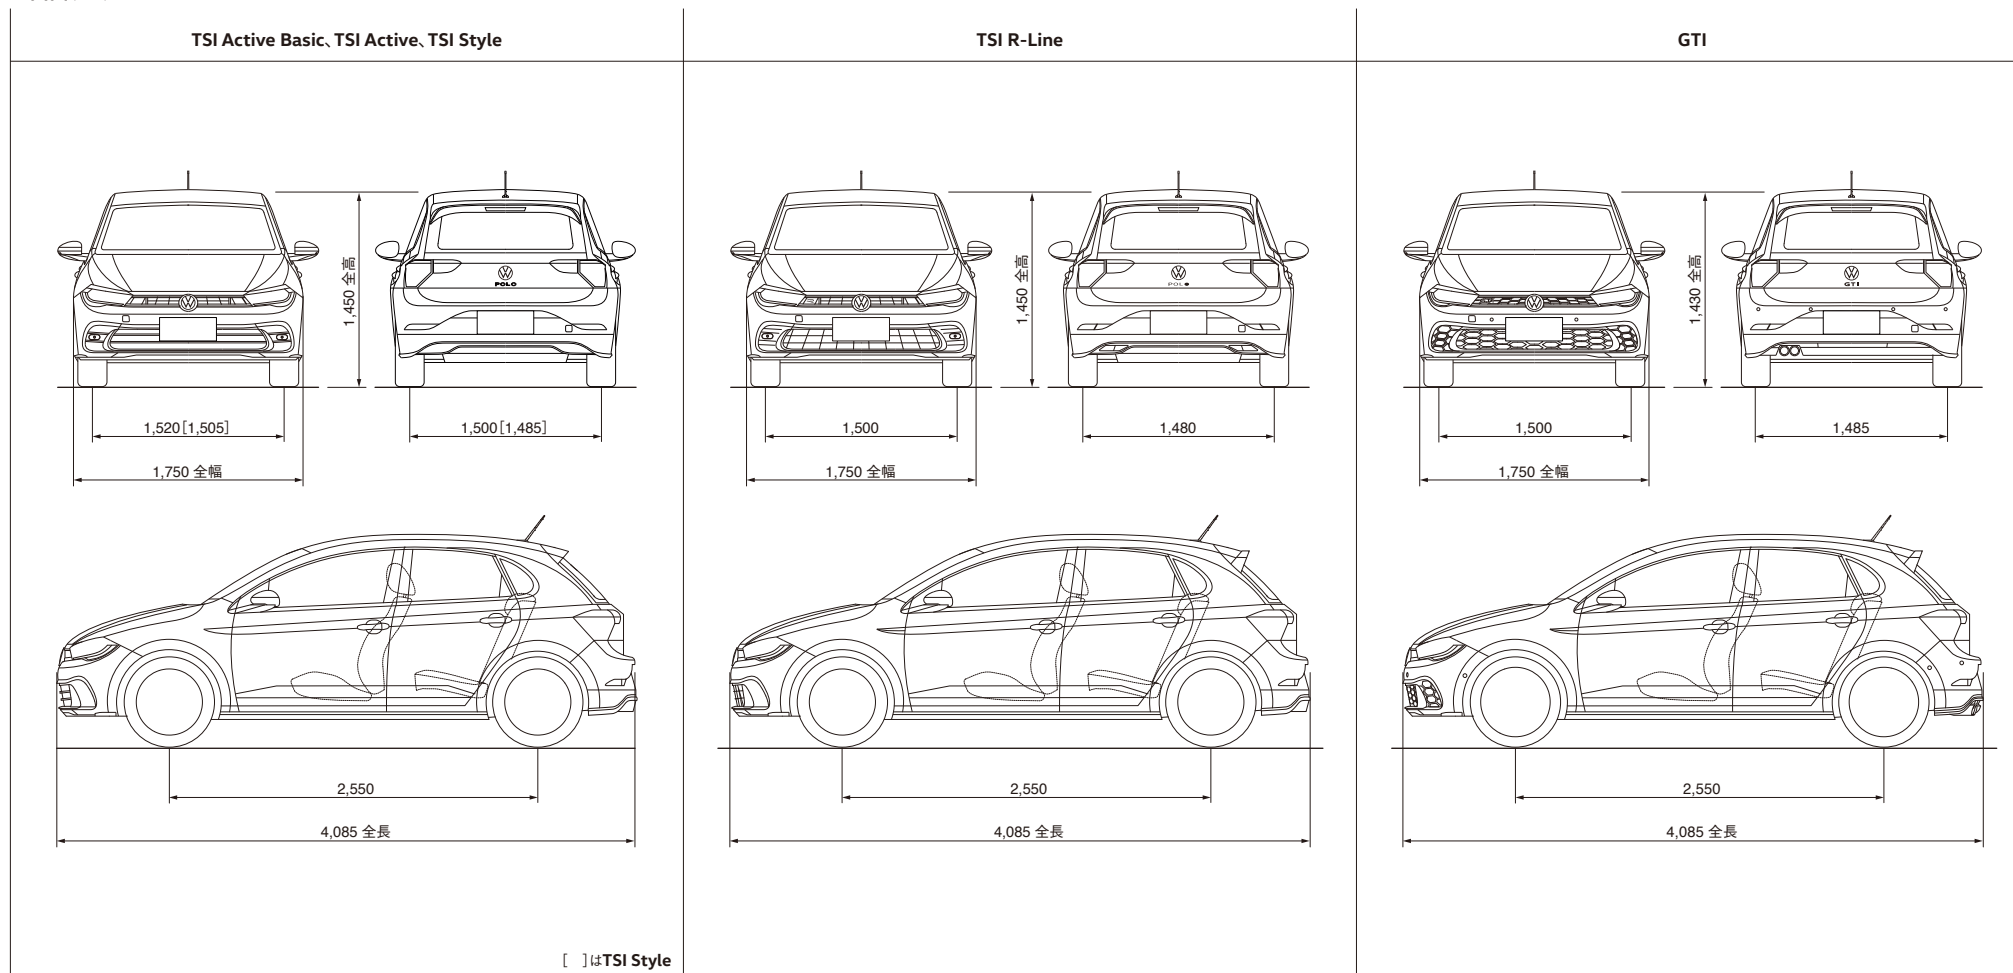 TSI Active Basic、TSI Active、TSI Style
1,450 全高
POLO
1,520[1,505]
1,500[1,485]
1,750 全幅
2,550
4,085 全長
[ ]はTSI Style
TSI R-Line
1,450 全高
POLO
1,500
1,480
1,750 全幅
2,550
4,085 全長
GTI
1,430 全高
GTI
1,500
1,485
1,750 全幅
2,550
4,085 全長